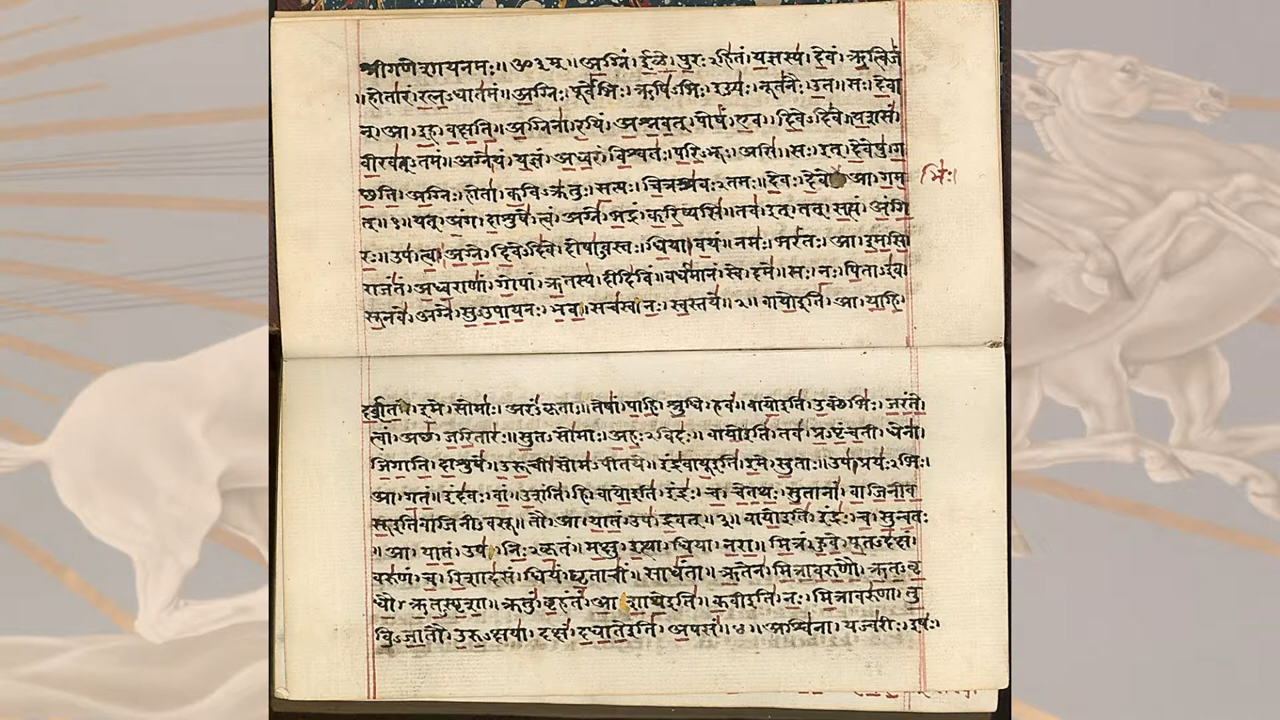 श्रीगणेशायनमः॥ॐ३म्॥अग्निं।ईळे।पुरःऽहितं।यज्ञस्य।देवं।ऋत्विजं
॥होतारं।रत्नऽधातमं॥अग्निः।पूर्वेभिः।ऋषिऽभिः।ईड्यः।नूतनैः।उत॥सः।देवा
न्।आ।इह।वक्षति॥अग्निना।रयिं।अश्नवत्।पोषं।एव।दिवेऽदिवे॥यशसं
वीरवत्ऽतमं॥अग्ने।यं।यज्ञं।अध्वरं।विश्वतः।परिऽभूः।असि॥सः।इत्।देवेषु।ग
छति।अग्निः।होता।कविऽक्रतुः।सत्यः।चित्रश्रवःऽतमः॥देवः।देवे आ।गम
भिः।
त्॥१॥यत्।अंग।दाशुषे।त्वं।अग्ने।भद्रं।करिष्यसि॥तव।इत्।तत्।सत्यं।अंगि
रः॥उप।त्वा।अग्ने।दिवेऽदिवे।दोषाऽवस्तः।धिया।वयं॥नमः।भरंतः।आ।इमसि
राजंतं।अध्वराणां।गोपां।ऋतस्य।दीदिविं॥वर्धमानं।स्वे।दमे॥सः।नः।पिताऽइव
सूनवे।अग्ने।सुऽउपायनः।भव॥सचस्व।नः।स्वस्तये॥२॥वायोइति।आ।याहि।
दर्शत।इमे।सोमाः।अरंऽकृताः॥तेषां।पाहि।श्रुधि।हवं॥वायोइति।उक्थेभिः।जरंते।
त्वां।अछ।जरितारः॥सुतऽसोमाः।अहःऽविदः॥वायोइति।तव।प्रऽपृंचती।धेना।
जिगाति।दाशुषे॥उरूची।सोमऽपीतये॥इंद्रवायूइति।इमे।सुताः॥उप।प्रयःऽभिः।
आ।गतं॥इंदवः।वां।उशंति।हि।वायोइति।इंद्रः।च।चेतथः।सुतानां।वाजिनीव
सूइतिवाजिनीऽवसू॥तौ।आ।यातं।उप।द्रवत्॥३॥वायोइति।इंद्रः।च।सुन्वतः
॥आ।यातं।उप।निःऽकृतं॥मक्षु।इत्था।धिया।नरा॥मित्रं।हुवे।पूतऽदक्षं।
वरुणं।च।रिशादसं।धियं।घृताचीं।साधंता॥ऋतेन।मित्रावरुणौ।ऋतऽवृ
धौ।ऋतऽस्पृशा॥क्रतुं।बृहंतं।आशाथेइति॥कवीइति।नः।मित्रावरुणा।तु
विऽजातौ।उरुऽक्षया।दक्षं।दधातेइति।अपसं॥४॥अश्विना।यज्वरीः।इषः।